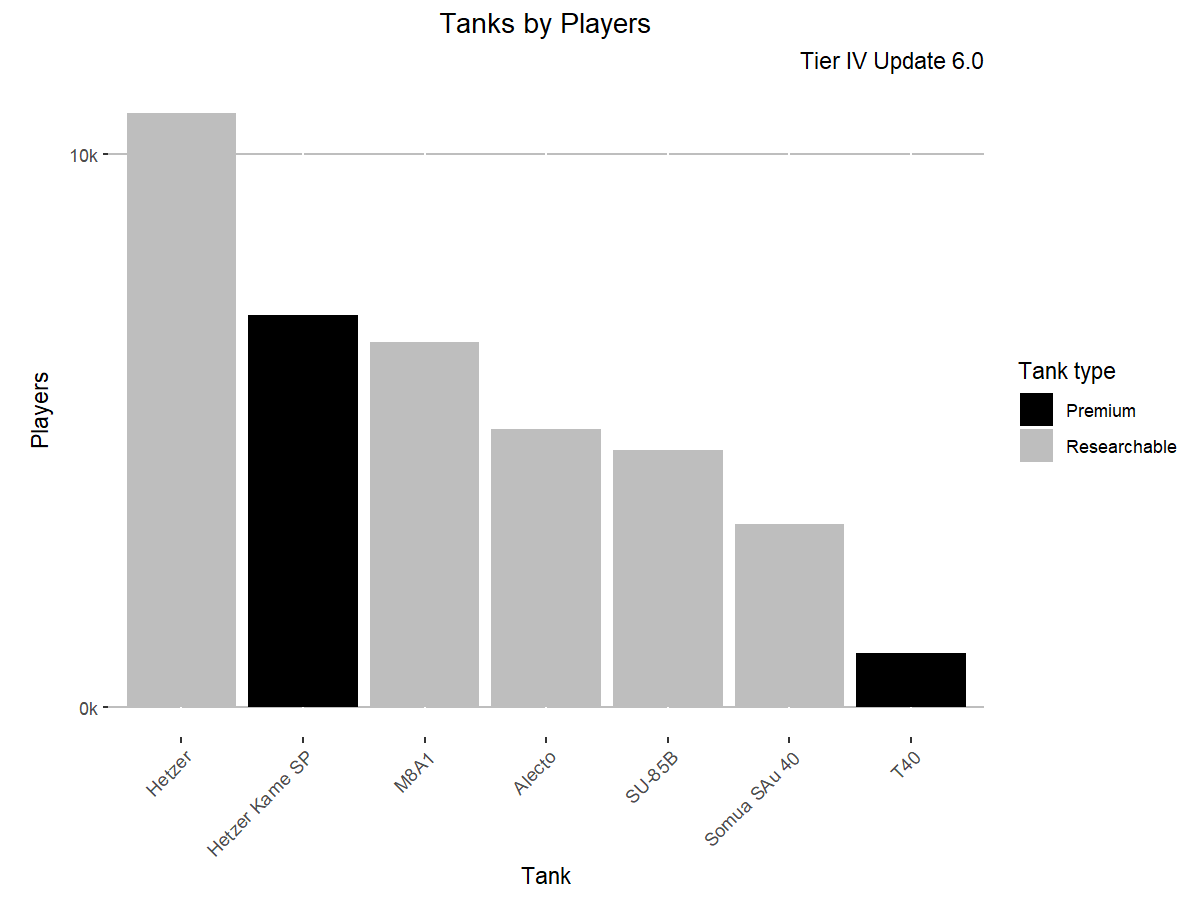 Tanks by Players
Tier IV Update 6.0
10k
0k
Players
Hetzer
Hetzer Kame SP
M8A1
Alecto
SU-85B
Somua SAu 40
T40
Tank
Tank type
Premium
Researchable